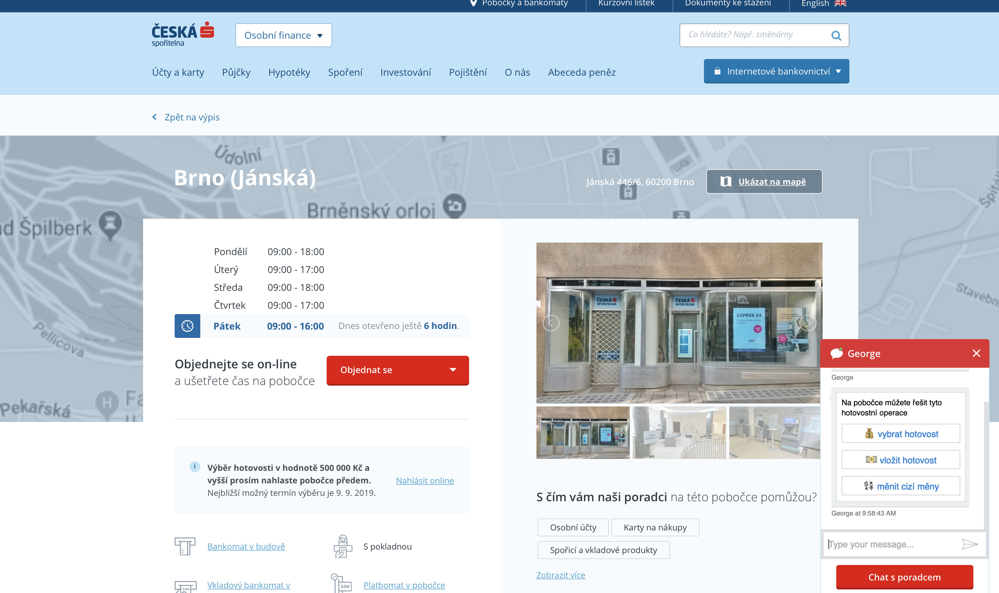 Pobočky a bankomaty
Kurzovní lístek
Dokumenty ke stažení
English
ČESKÁ
spořitelna
Osobní finance
Co hledáte? Např. směnárny
Účty a karty
Půjčky
Hypotéky
Spoření
Investování
Pojištění
O nás
Abeceda peněz
Internetové bankovnictví
Zpět na výpis
Údolní
Brno (Jánská)
Jánská 446/6, 60200 Brno
Ukázat na mapě
Brněnský orloj
Špilberk
Stavebn
Pellicova
Pekařská
H
Fa
Pondělí 09:00 - 18:00
Úterý 09:00 - 17:00
Středa 09:00 - 18:00
Čtvrtek 09:00 - 17:00
Pátek 09:00 - 16:00 Dnes otevřeno ještě 6 hodin.
Objednejte se on-line
a ušetřete čas na pobočce
Objednat se
i
Výběr hotovosti v hodnotě 500 000 Kč a
vyšší prosím nahlaste pobočce předem.
Nejbližší možný termín výběru je 9. 9. 2019.
Nahlásit online
Bankomat v budově
100
S pokladnou
100
Vkladový bankomat v
100
Platbomat v pobočce
ČESKÁ
SPOŘITELNA
ČESKÁ
SPOŘITELNA
EXPRES 24
S čím vám naši poradci na této pobočce pomůžou?
Osobní účty
Karty na nákupy
Spořicí a vkladové produkty
Zobrazit více
George
George
Na pobočce můžete řešit tyto
hotovostní operace
vybrat hotovost
vložit hotovost
měnit cizí měny
George at 9:58:43 AM
Type your message...
Chat s poradcem